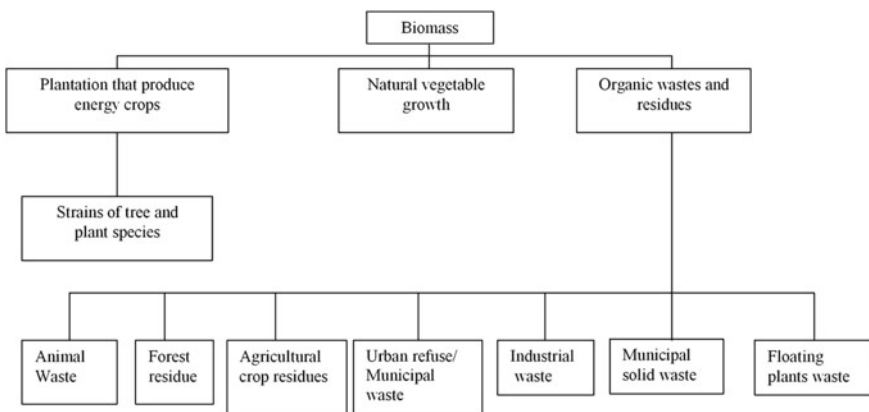 Biomass
Plantation that produce
energy crops
Natural vegetable
growth
Organic wastes and
residues
Strains of tree and
plant species
Animal
Waste
Forest
residue
Agricultural
crop residues
Urban refuse/
Municipal
waste
Industrial
waste
Municipal
solid waste
Floating
plants waste